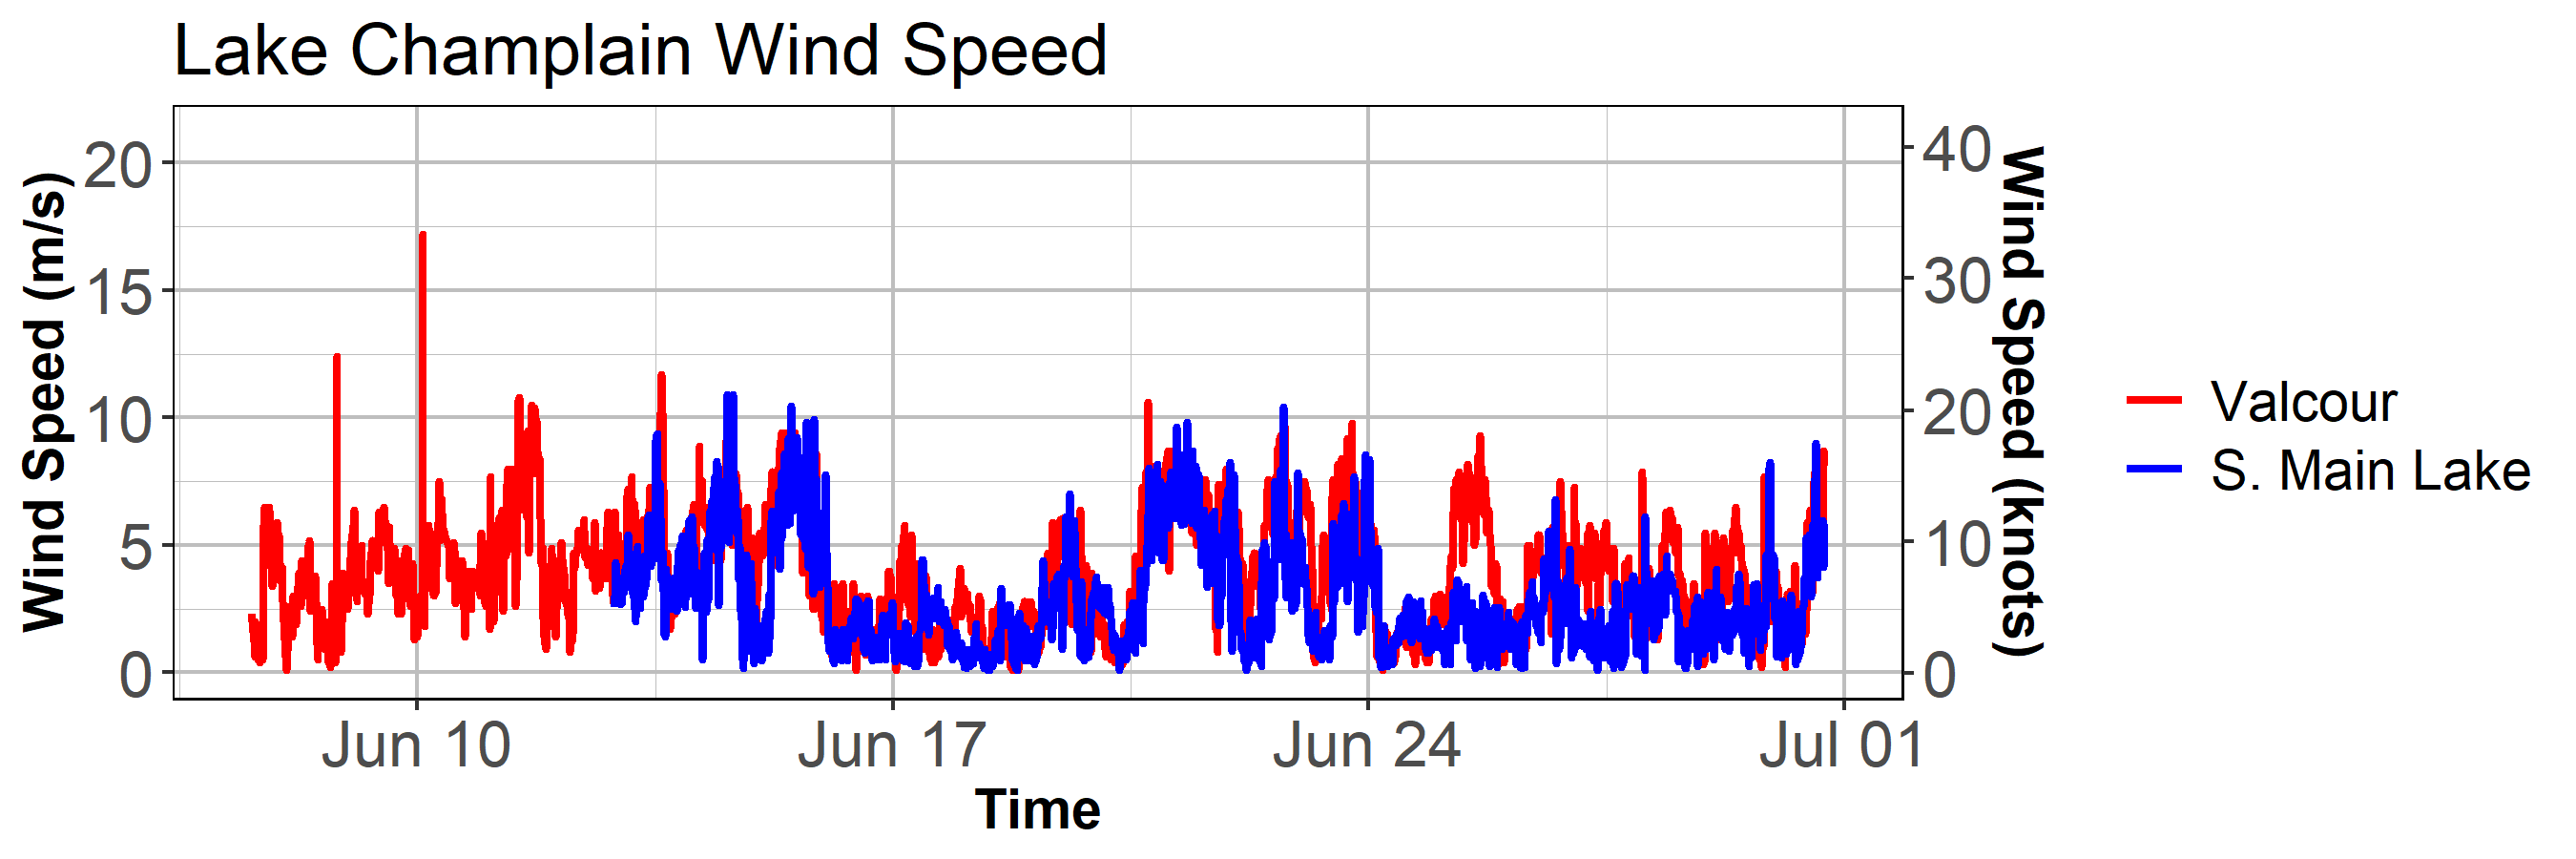 Lake Champlain Wind Speed
Wind Speed (m/s)
20
15
10
5
0
40
30
20
10
0
Wind Speed (knots)
Jun 10
Jun 17
Jun 24
Jul 01
Time
Valcour
S. Main Lake